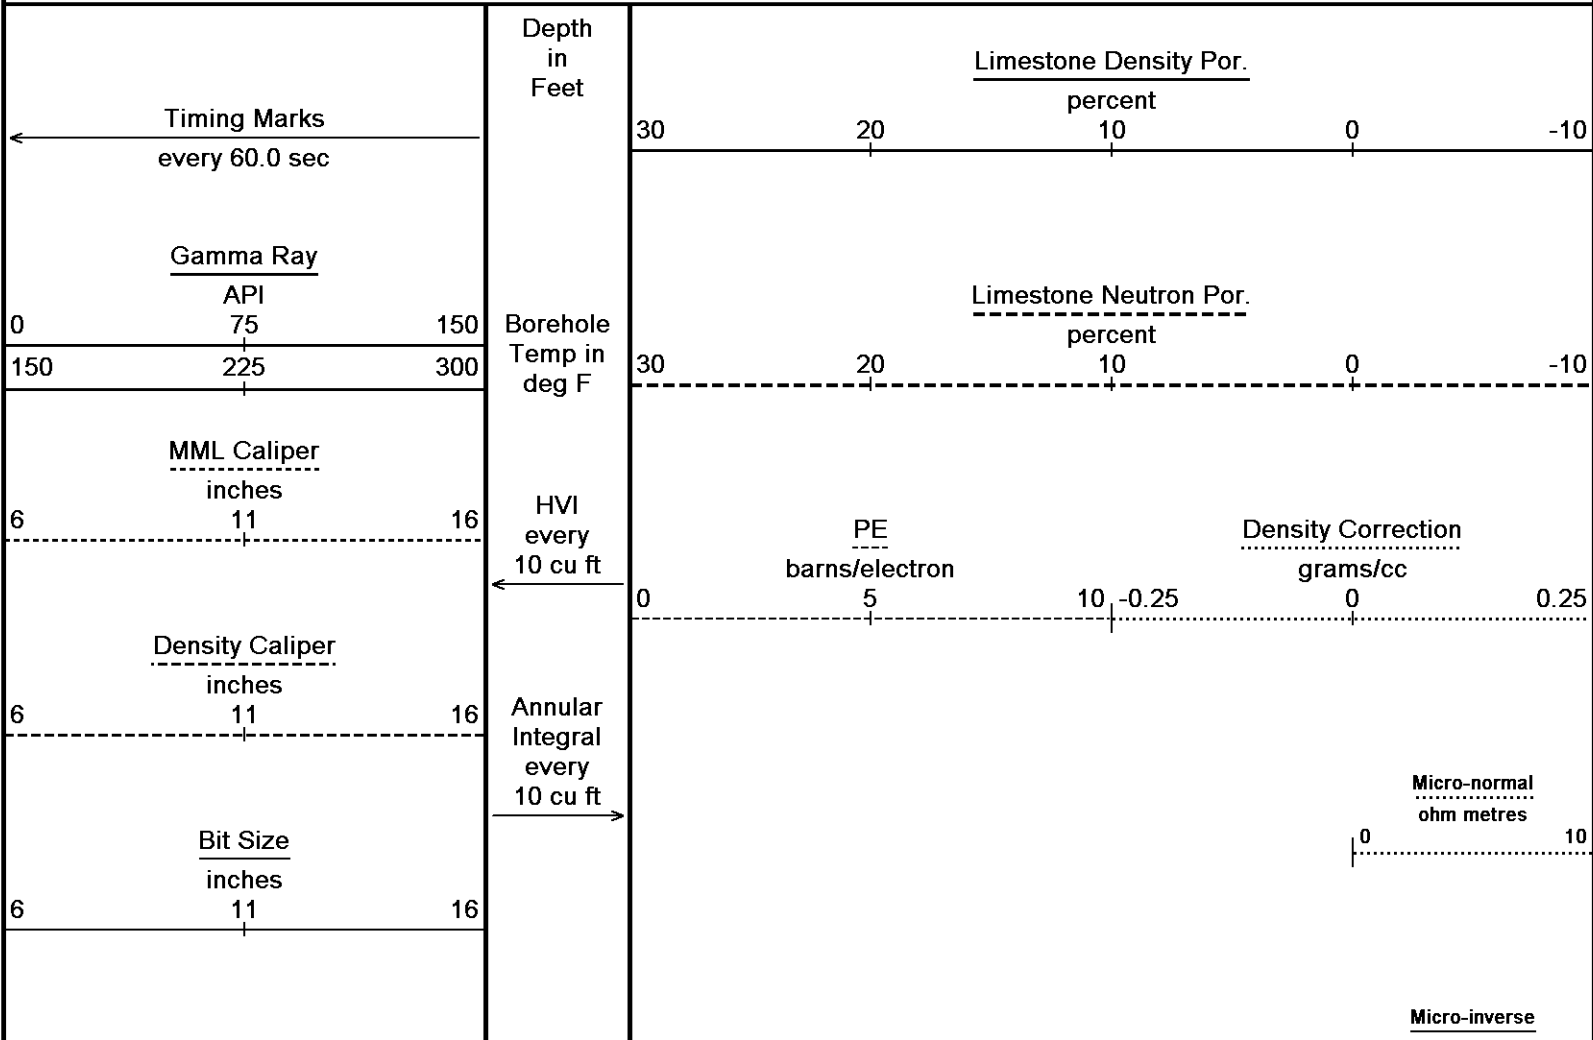 Timing Marks
every 60.0 sec
Gamma Ray
API
0 75 150
150 225 300
MML Caliper
inches
6 11 16
Density Caliper
inches
6 11 16
Bit Size
inches
6 11 16
Depth
in
Feet
Borehole
Temp in
deg F
HVI
every
10 cu ft
Annular
Integral
every
10 cu ft
Limestone Density Por.
percent
30 20 10 0 -10
Limestone Neutron Por.
percent
30 20 10 0 -10
PE
barns/electron
0 5 10
Density Correction
grams/cc
-0.25 0 0.25
Micro-normal
ohm metres
0 10
Micro-inverse